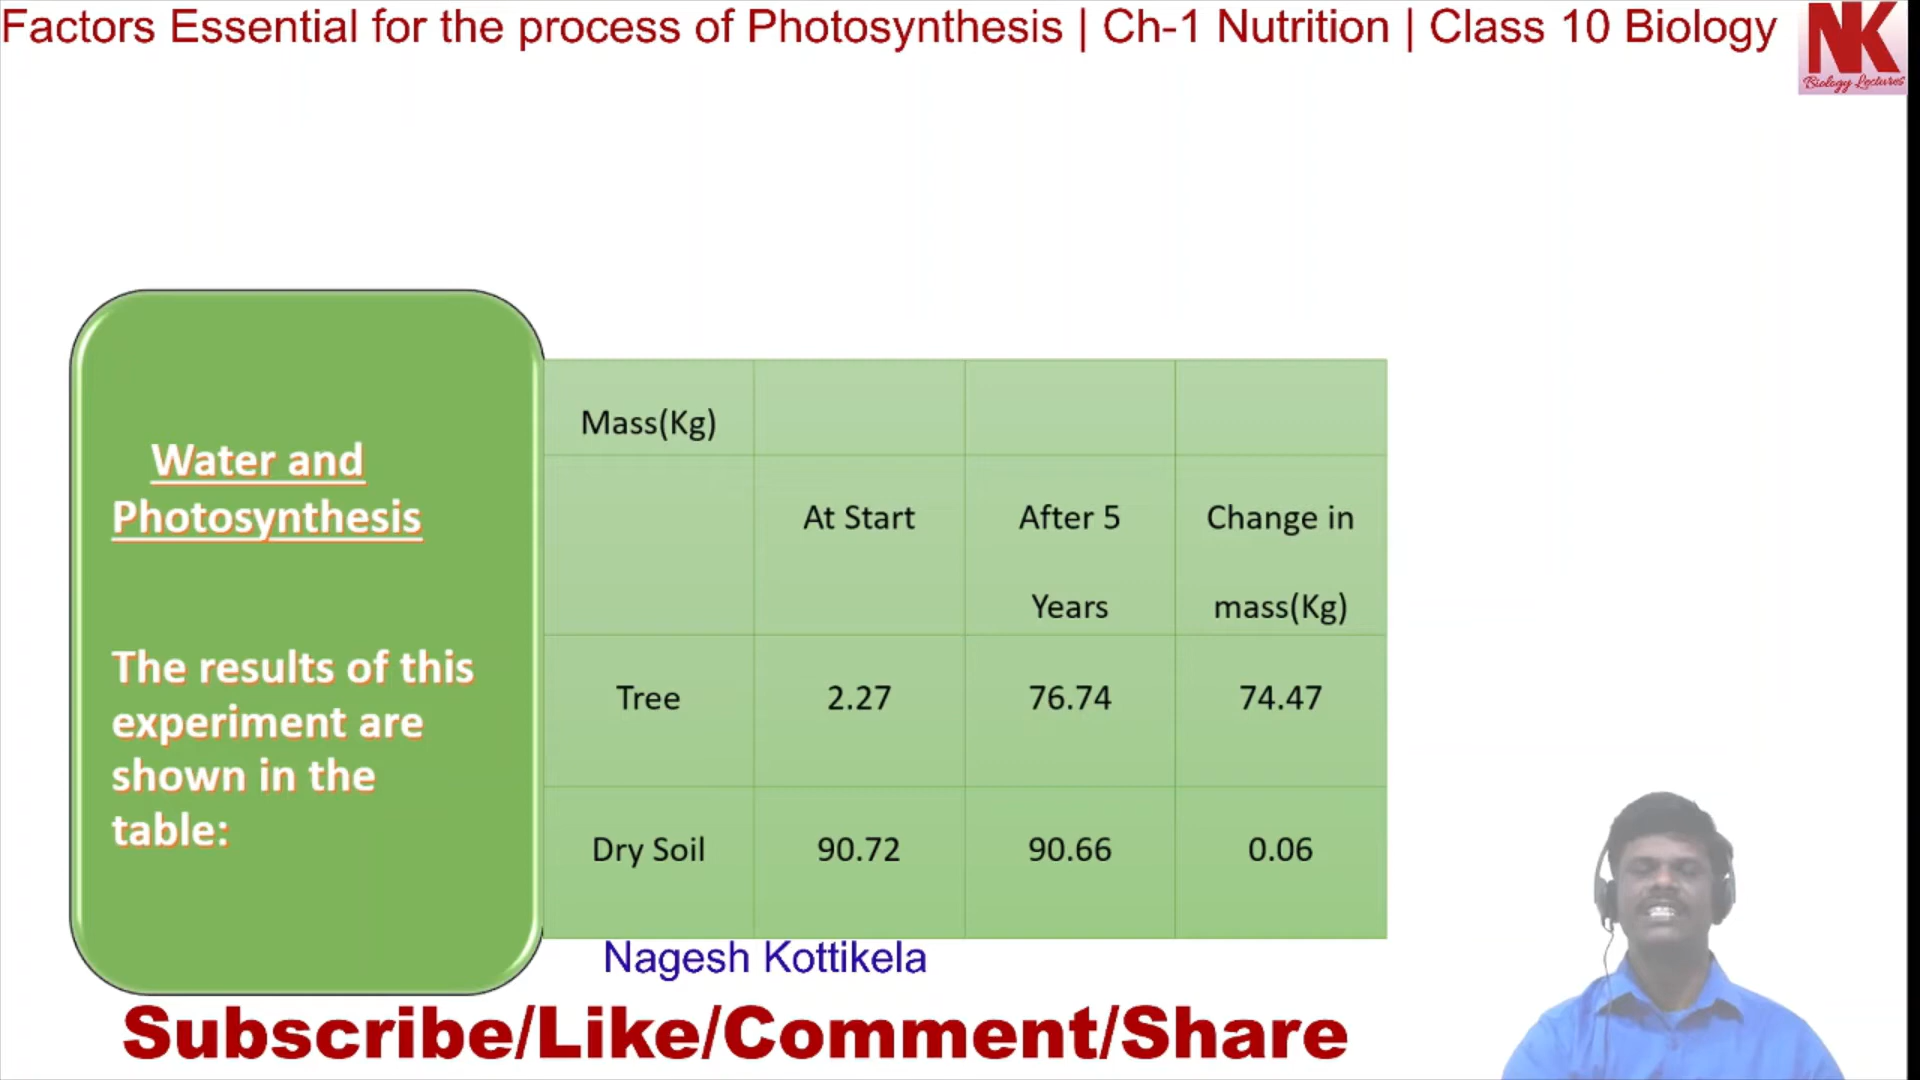 Factors Essential for the process of Photosynthesis | Ch-1 Nutrition | Class 10 Biology
NK
Biology Lectures
Water and
Photosynthesis
The results of this
experiment are
shown in the
table:
Mass(Kg)
At Start After 5 Change in
Years mass(Kg)
Tree 2.27 76.74 74.47
Dry Soil 90.72 90.66 0.06
Nagesh Kottikela
Subscribe/Like/Comment/Share